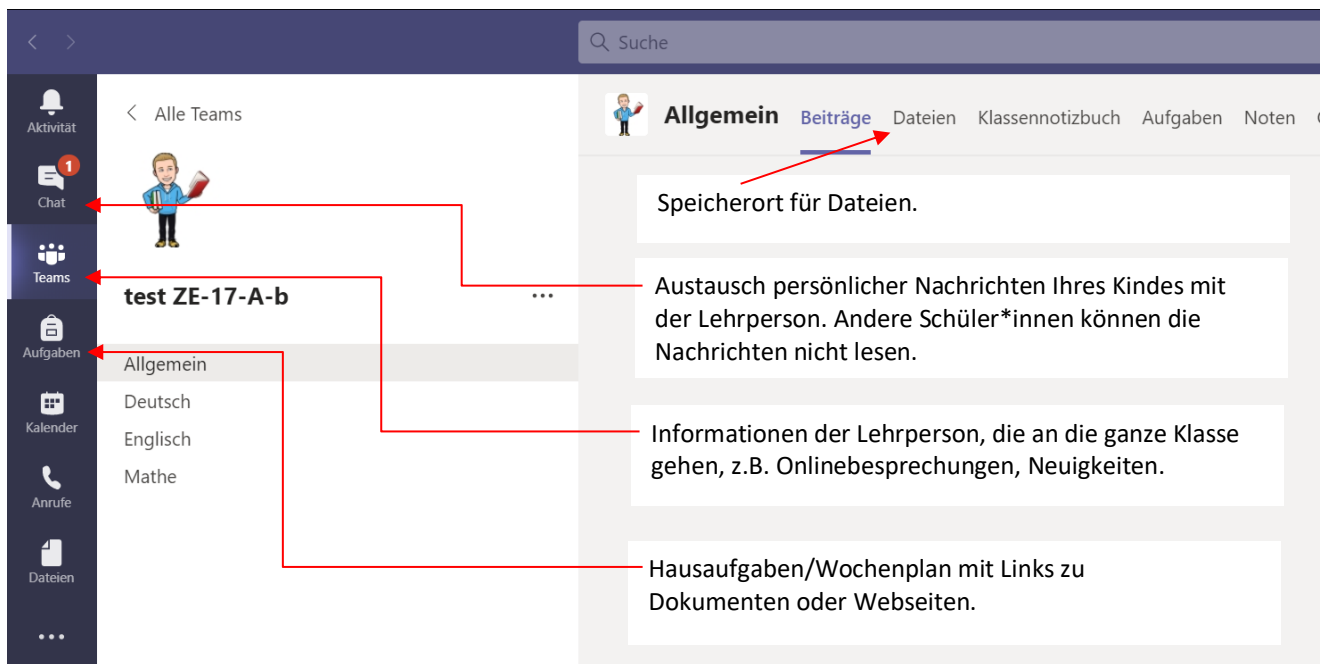 Suche
Aktivität
1
Chat
Teams
Aufgaben
Kalender
Anrufe
Dateien
Alle Teams
test ZE-17-A-b
Allgemein
Deutsch
Englisch
Mathe
Allgemein Beiträge Dateien Klassennotizbuch Aufgaben Noten
Speicherort für Dateien.
Austausch persönlicher Nachrichten Ihres Kindes mit
der Lehrperson. Andere Schüler*innen können die
Nachrichten nicht lesen.
Informationen der Lehrperson, die an die ganze Klasse
gehen, z.B. Onlinebesprechungen, Neuigkeiten.
Hausaufgaben/Wochenplan mit Links zu
Dokumenten oder Webseiten.